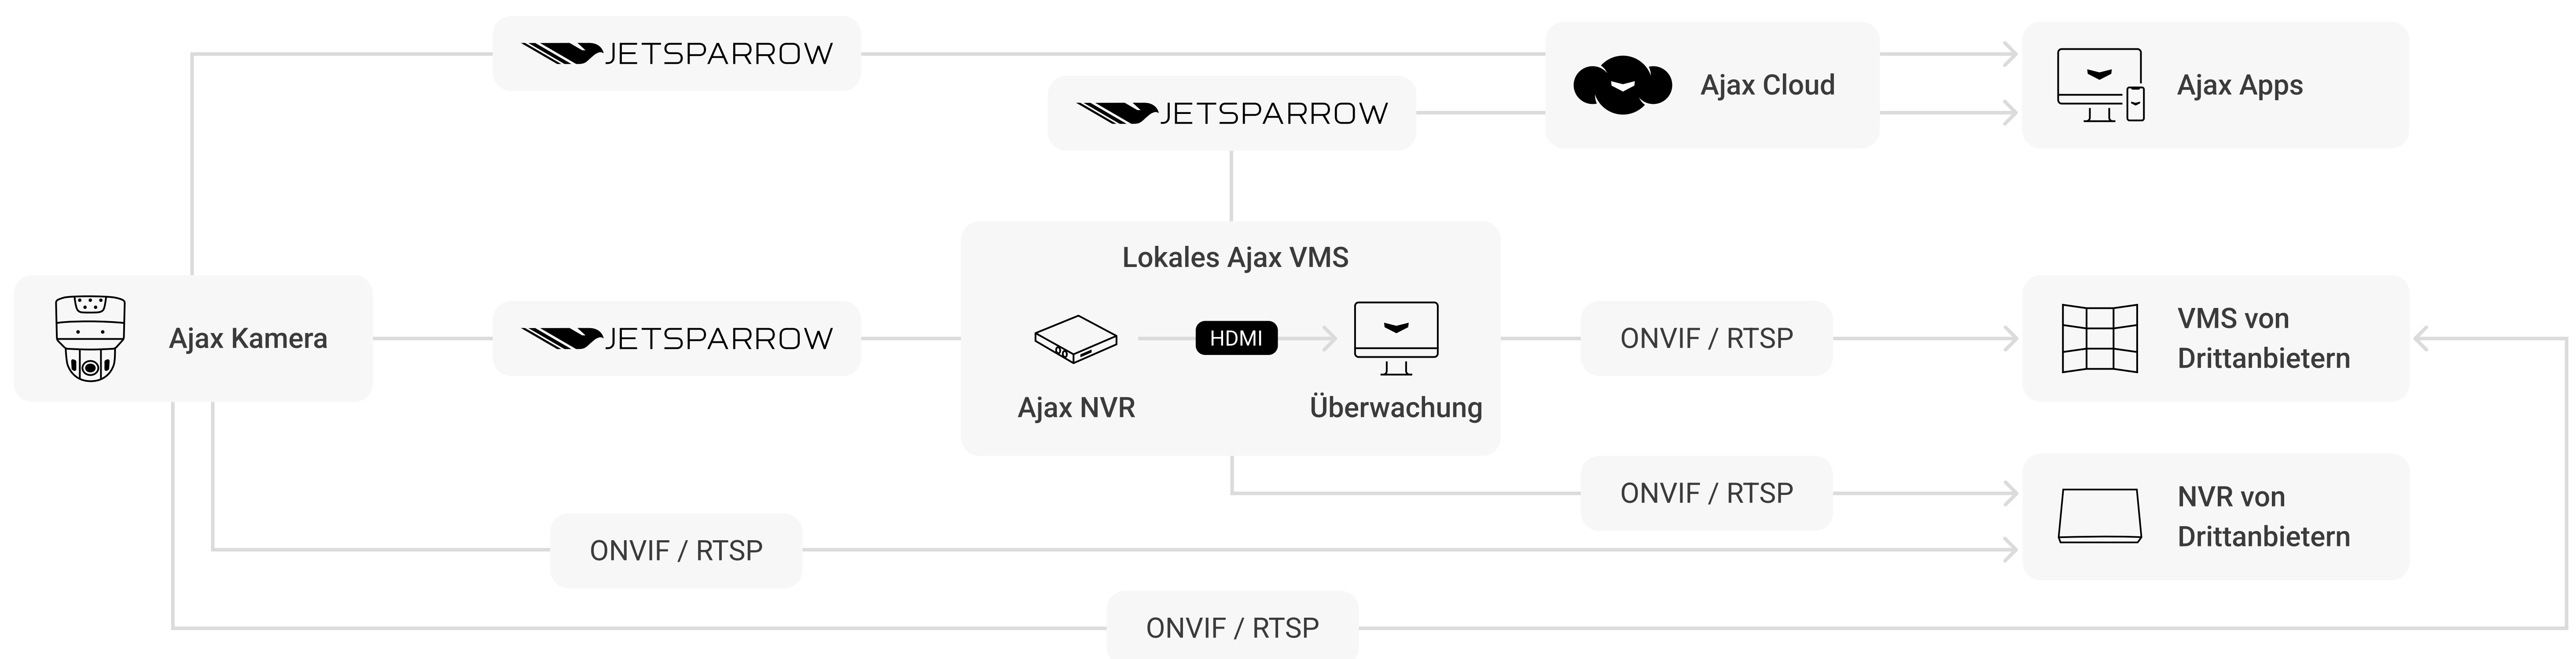 JETSPARROW
Ajax Cloud
Ajax Apps
JETSPARROW
Lokales Ajax VMS
Ajax Kamera
JETSPARROW
HDMI
Ajax NVR
Überwachung
ONVIF / RTSP
VMS von
Drittanbietern
ONVIF / RTSP
NVR von
Drittanbietern
ONVIF / RTSP
ONVIF / RTSP